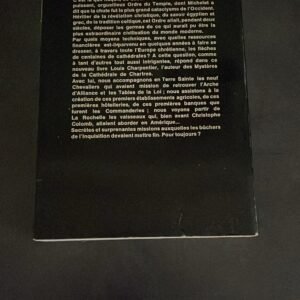 puissant, orgueilleux Ordre du Temple, dont Michelet a
dit que la chute fut le plus grand cataclysme de l'Occident.
Héritier de la révélation christique, du savoir égyptien et
grec, de la tradition celtique, cet Ordre allait, pendant deux
siècles, déposer les germes de ce qui aurait pu être la
plus extraordinaire civilisation du monde moderne.
Par quels moyens techniques, avec quelles ressources
financières est-on parvenu en quelques années à faire se
dresser, à travers toute l'Europe chrétienne, les flèches
de centaines de cathédrales? A cette question, comme
à tant d'autres tout aussi intrigantes, répond dans ce
nouveau livre Louis Charpentier, l'auteur des Mystères
de la Cathédrale de Chartres.
Avec lui, nous accompagnons en Terre Sainte les neuf
Chevaliers qui avaient mission de retrouver l'Arche
d'Alliance et les Tables de la Loi ; nous assistons à la
création de ces premiers établissements agricoles, de ces
premières hôtelleries, de ces premières banques que
furent les Commanderies ; nous voyons partir de
La Rochelle les vaisseaux qui, bien avant Christophe
Colomb, allaient aborder en Amérique...
Secrètes et surprenantes missions auxquelles les bûchers
de l'Inquisition devaient mettre fin. Pour toujours ?